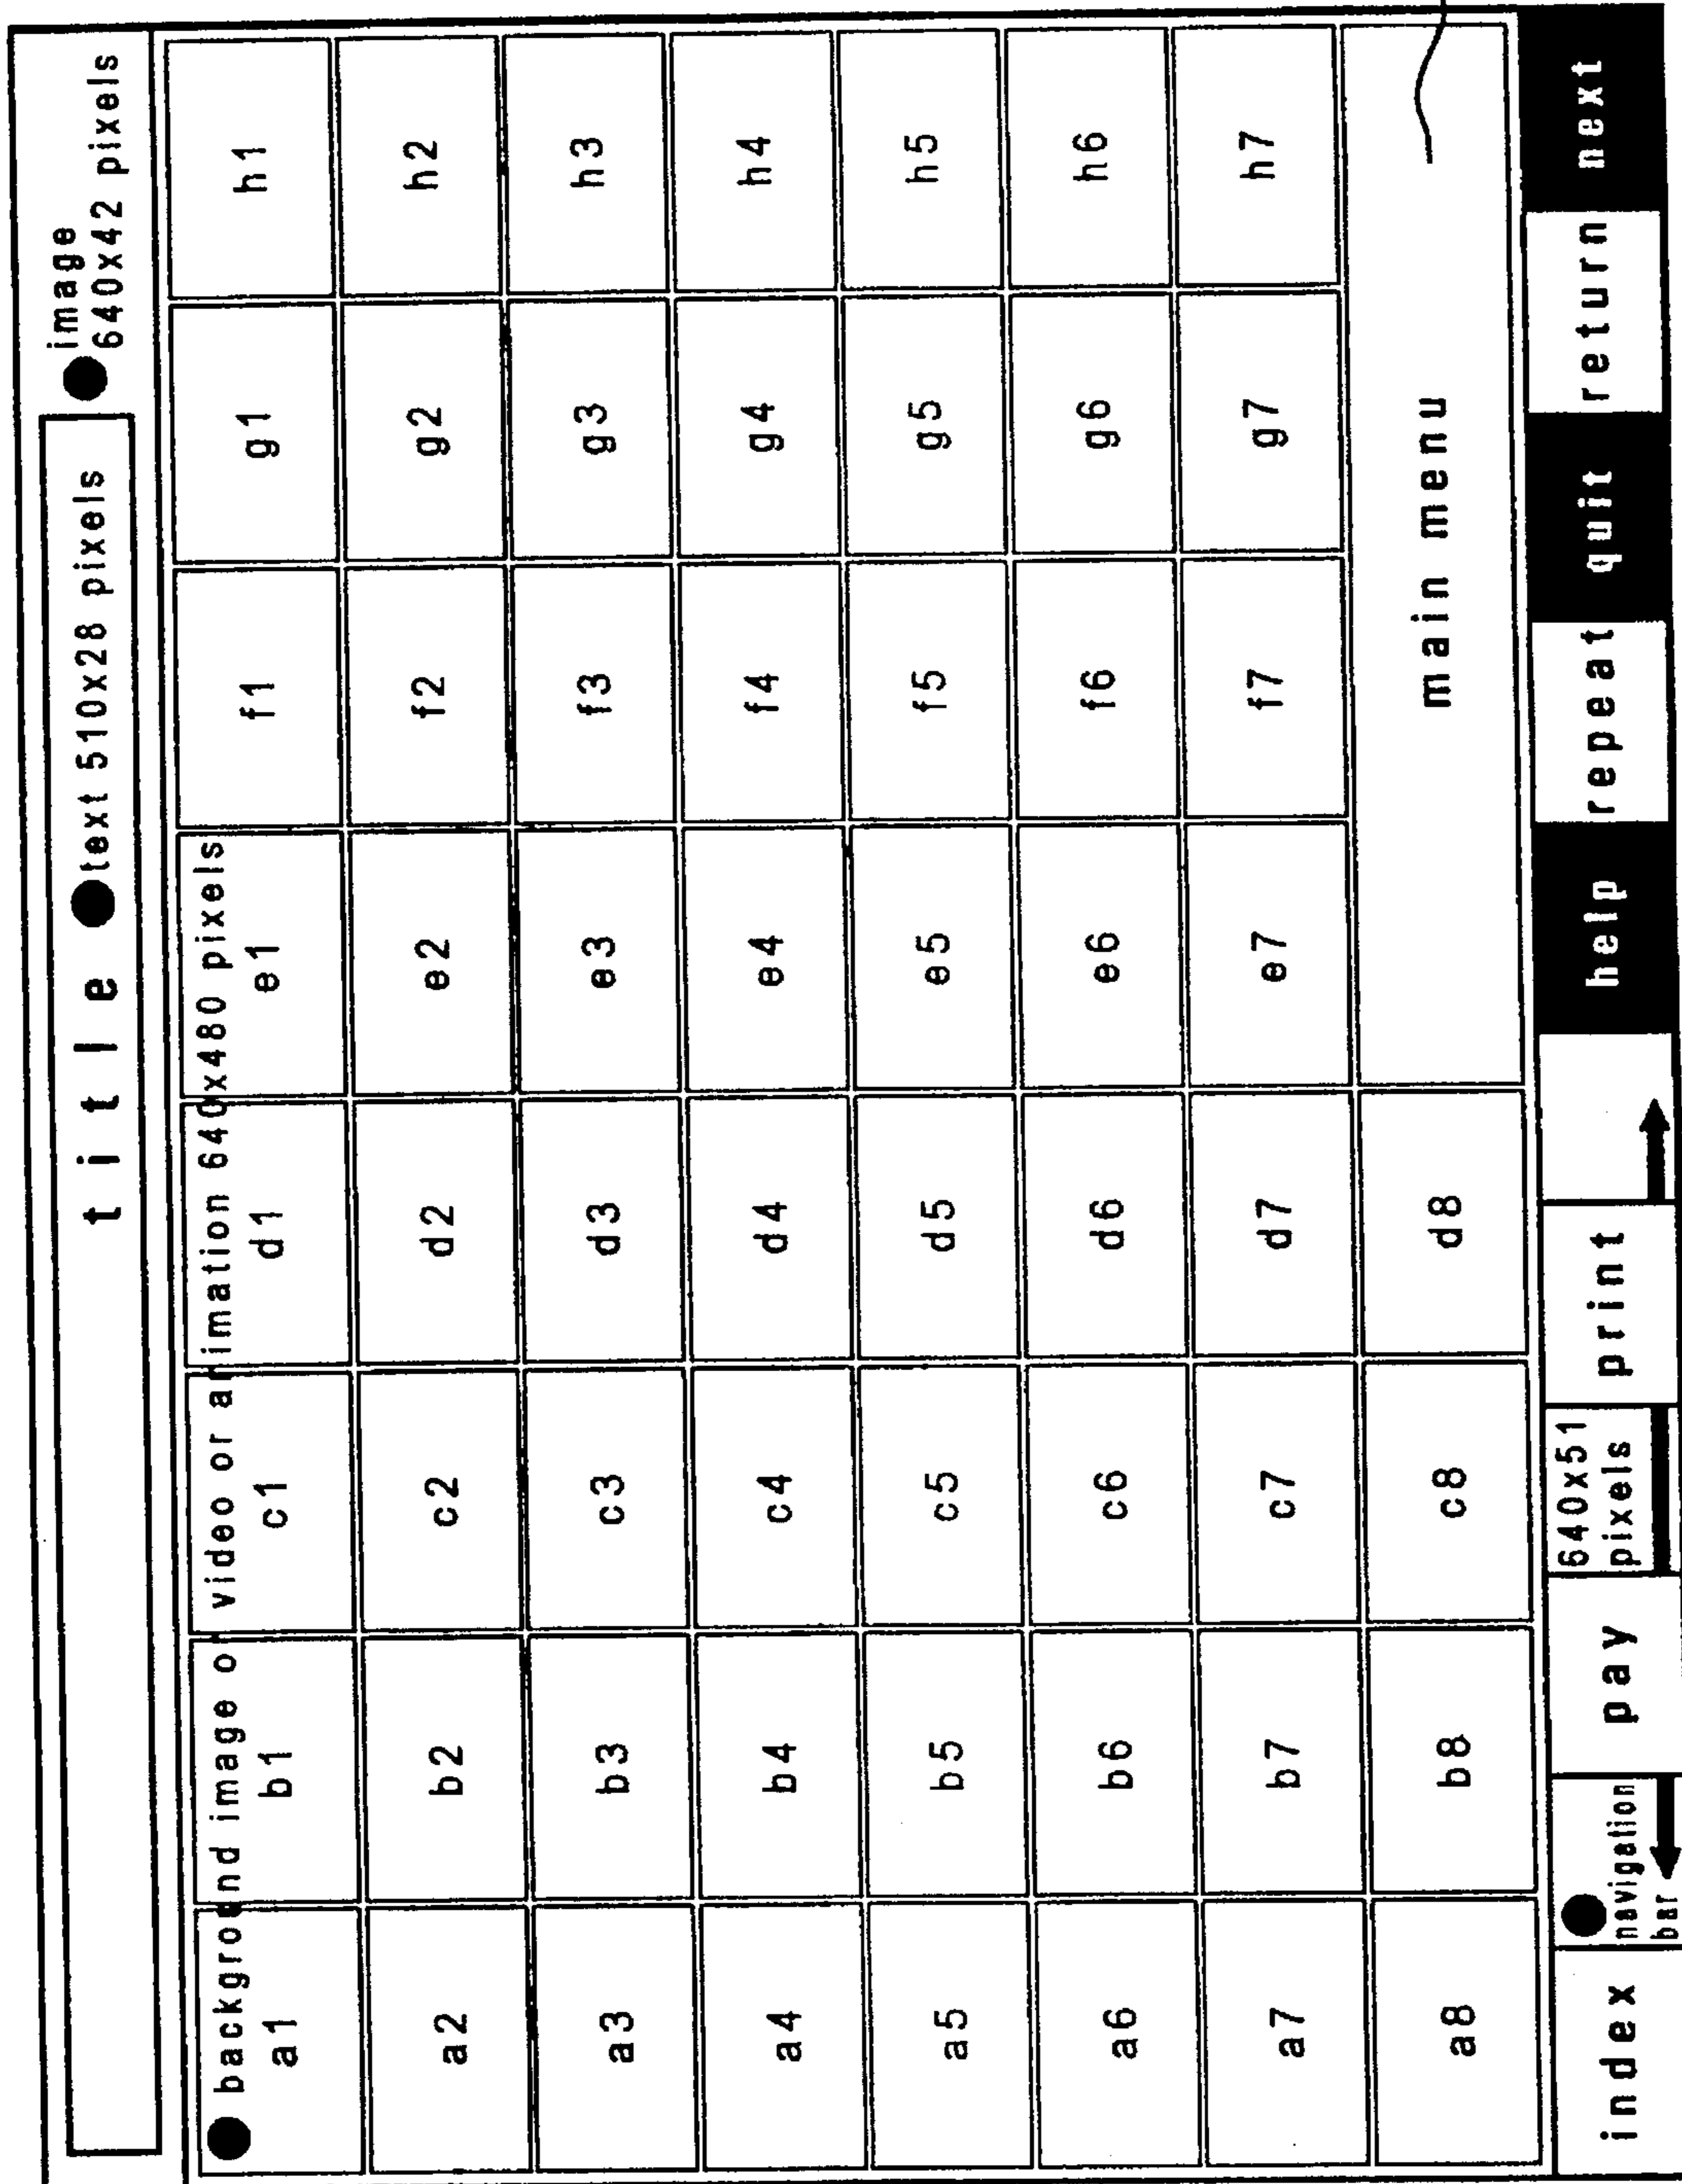 title ● text 510x28 pixels ● image
640x42 pixels
● background image or video or animation 640x480 pixels
a1 b1 c1 d1 e1 f1 g1 h1
a2 b2 c2 d2 e2 f2 g2 h2
a3 b3 c3 d3 e3 f3 g3 h3
a4 b4 c4 d4 e4 f4 g4 h4
a5 b5 c5 d5 e5 f5 g5 h5
a6 b6 c6 d6 e6 f6 g6 h6
a7 b7 c7 d7 e7 f7 g7 h7
a8 b8 c8 d8 main menu
index
● navigation
bar
pay
640x51
pixels
print
help
repeat
quit
return
next